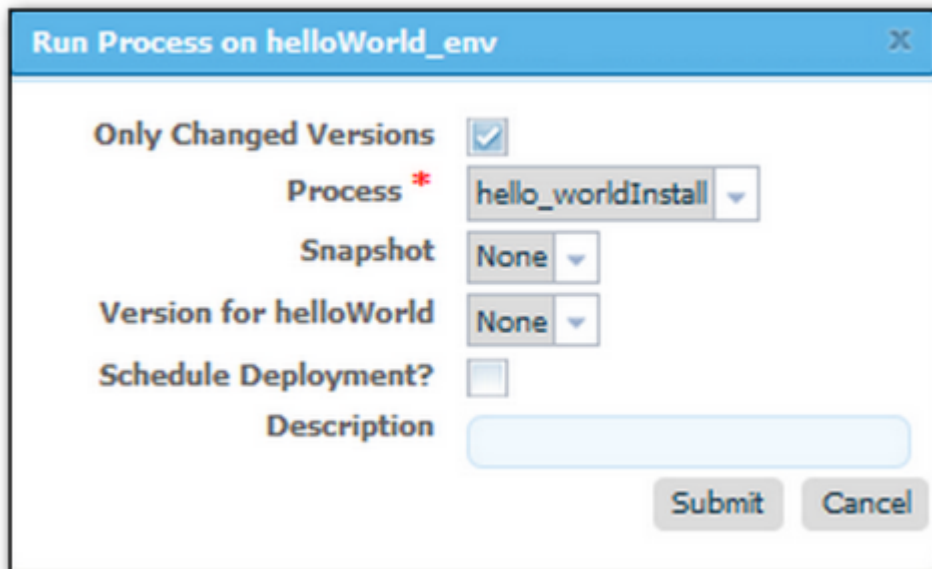 Run Process on helloWorld_env x
Only Changed Versions
Process * hello_worldInstall
Snapshot None
Version for helloWorld None
Schedule Deployment?
Description
Submit Cancel